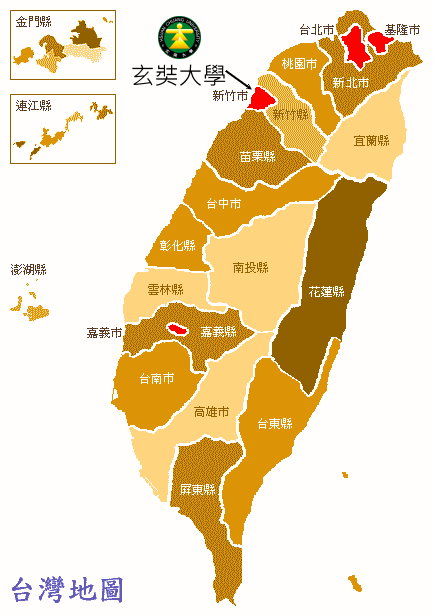 金門縣
連江縣
玄奘大學
台北市
基隆市
桃園市
新北市
新竹市
新竹縣
宜蘭縣
苗栗縣
台中市
彰化縣
南投縣
花蓮縣
澎湖縣
雲林縣
嘉義市
嘉義縣
台南市
高雄市
台東縣
屏東縣
台灣地圖